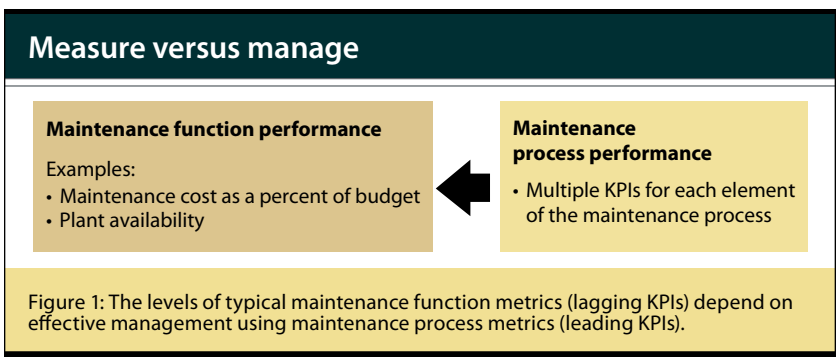 Measure versus manage
Maintenance function performance
Examples:
• Maintenance cost as a percent of budget
• Plant availability
Maintenance
process performance
• Multiple KPIs for each element
of the maintenance process
Figure 1: The levels of typical maintenance function metrics (lagging KPIs) depend on
effective management using maintenance process metrics (leading KPIs).